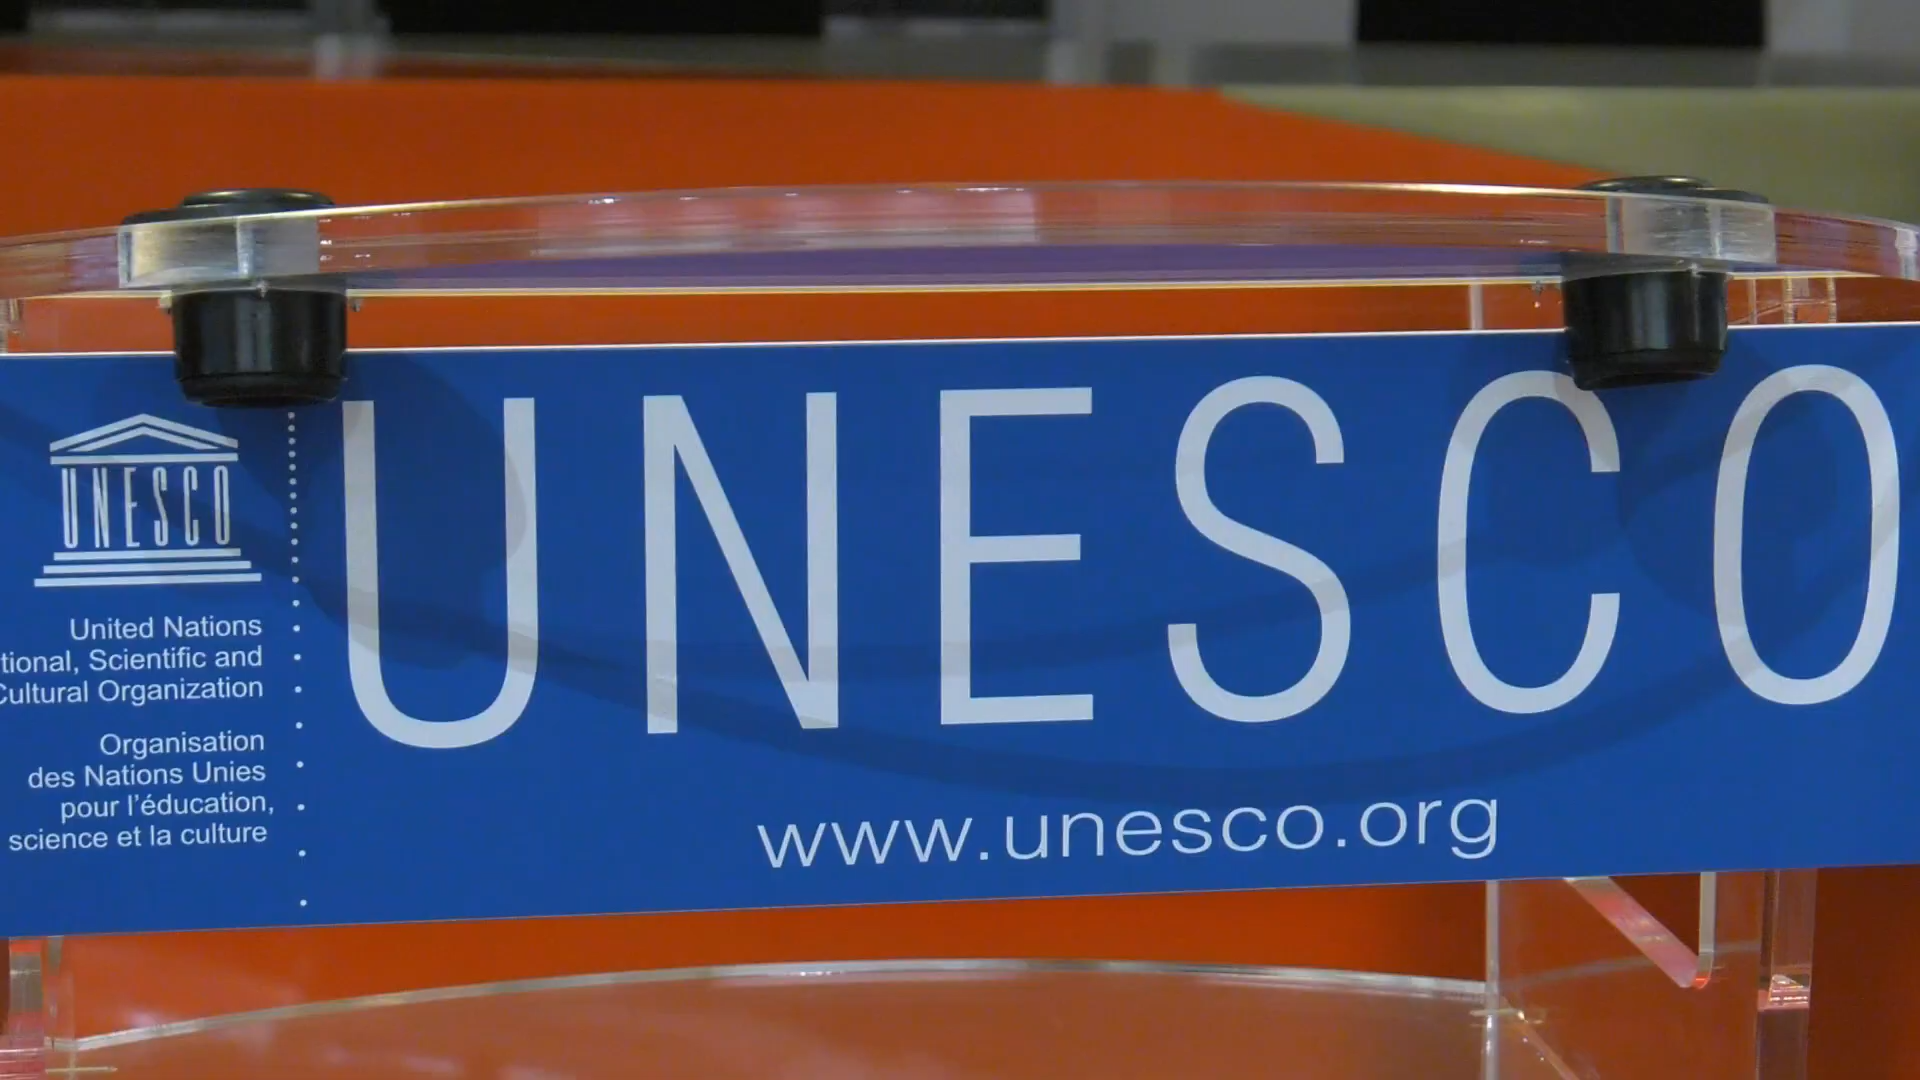 UNESCO
United Nations
tional, Scientific and
Cultural Organization
Organisation
des Nations Unies
pour l'éducation,
science et la culture
UNESCO
www.unesco.org